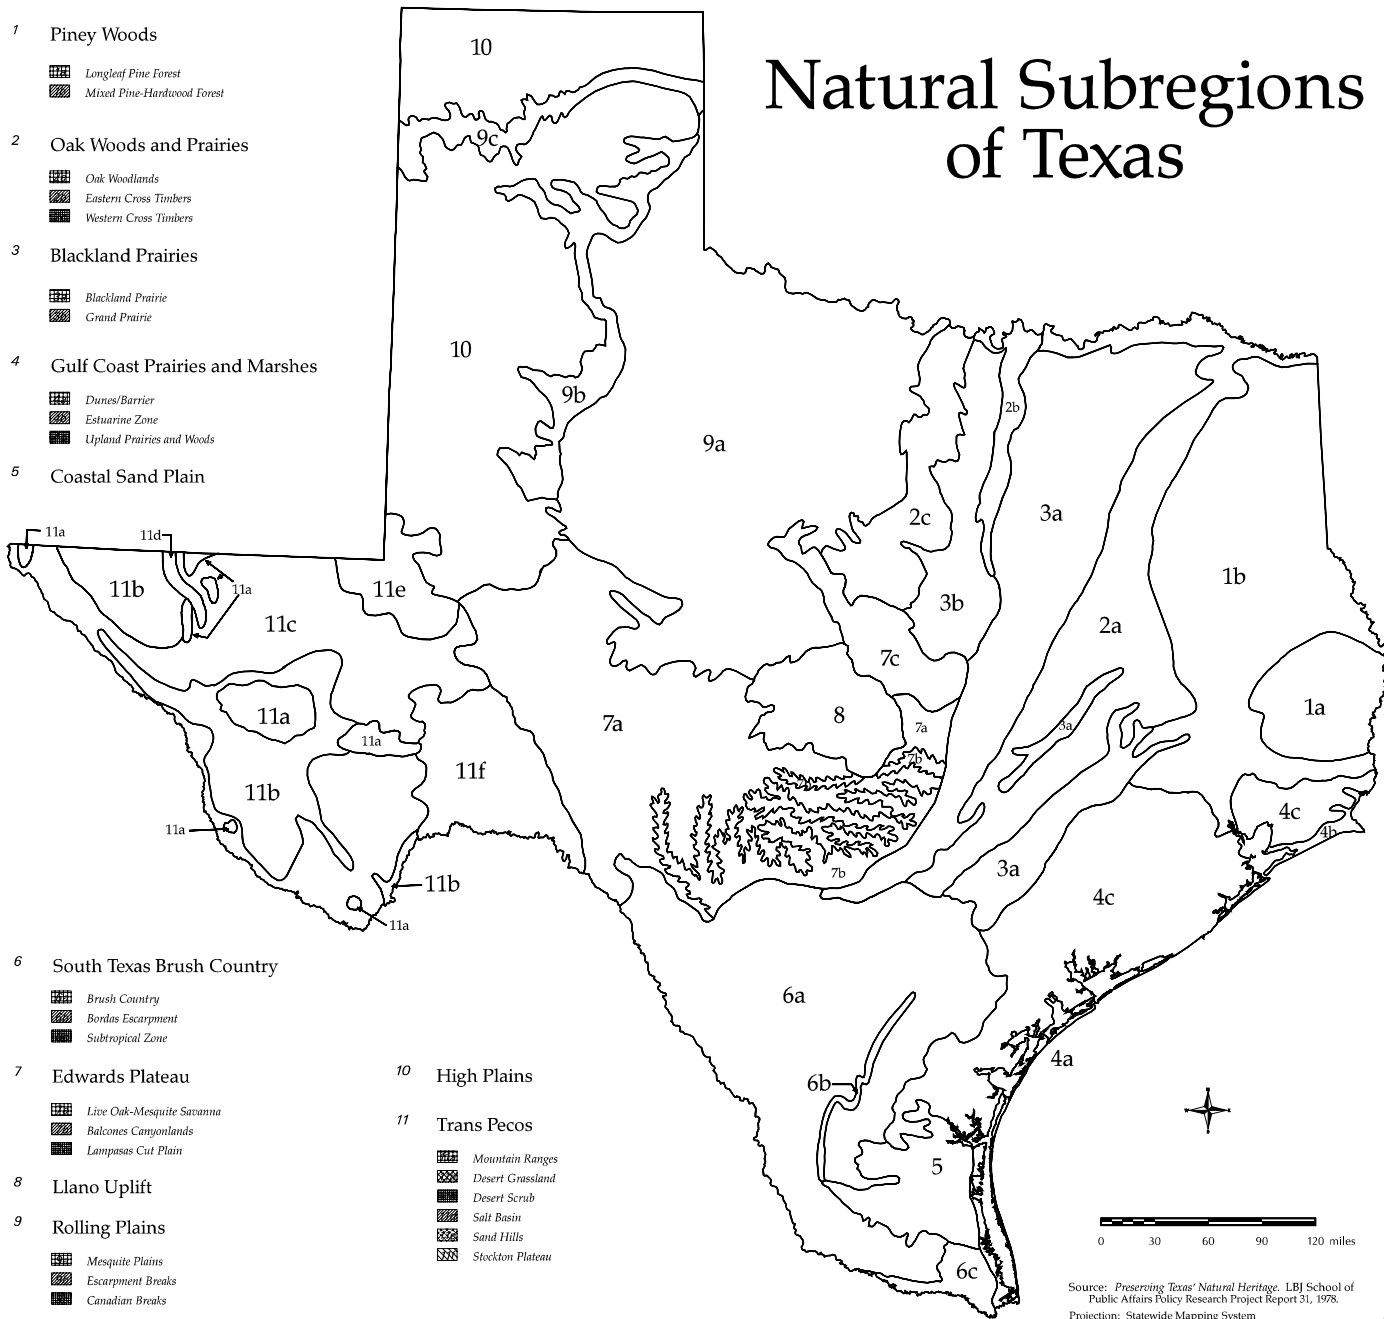 Natural Subregions
of Texas
1 Piney Woods
Longleaf Pine Forest
Mixed Pine-Hardwood Forest
2 Oak Woods and Prairies
Oak Woodlands
Eastern Cross Timbers
Western Cross Timbers
3 Blackland Prairies
Blackland Prairie
Grand Prairie
4 Gulf Coast Prairies and Marshes
Dunes/Barrier
Estuarine Zone
Upland Prairies and Woods
5 Coastal Sand Plain
6 South Texas Brush Country
Brush Country
Bordas Escarpment
Subtropical Zone
7 Edwards Plateau
Live Oak-Mesquite Savanna
Balcones Canyonlands
Lampasas Cut Plain
8 Llano Uplift
9 Rolling Plains
Mesquite Plains
Escarpment Breaks
Canadian Breaks
10 High Plains
11 Trans Pecos
Mountain Ranges
Desert Grassland
Desert Scrub
Salt Basin
Sand Hills
Stockton Plateau
10
9c
10
9b
9a
2b
2c
3a
11a
11d
11b
11a
11e
1b
3b
2a
11c
7c
11a
11a
7a
8
7a
3a
1a
7b
11f
11b
11a
4c
4b
7b
3a
11b
4c
11a
6a
4a
6b
5
6c
0 30 60 90 120 miles
Source: Preserving Texas' Natural Heritage. LBJ School of
Public Affairs Policy Research Project Report 31, 1978.
Projection: Statewide Mapping System